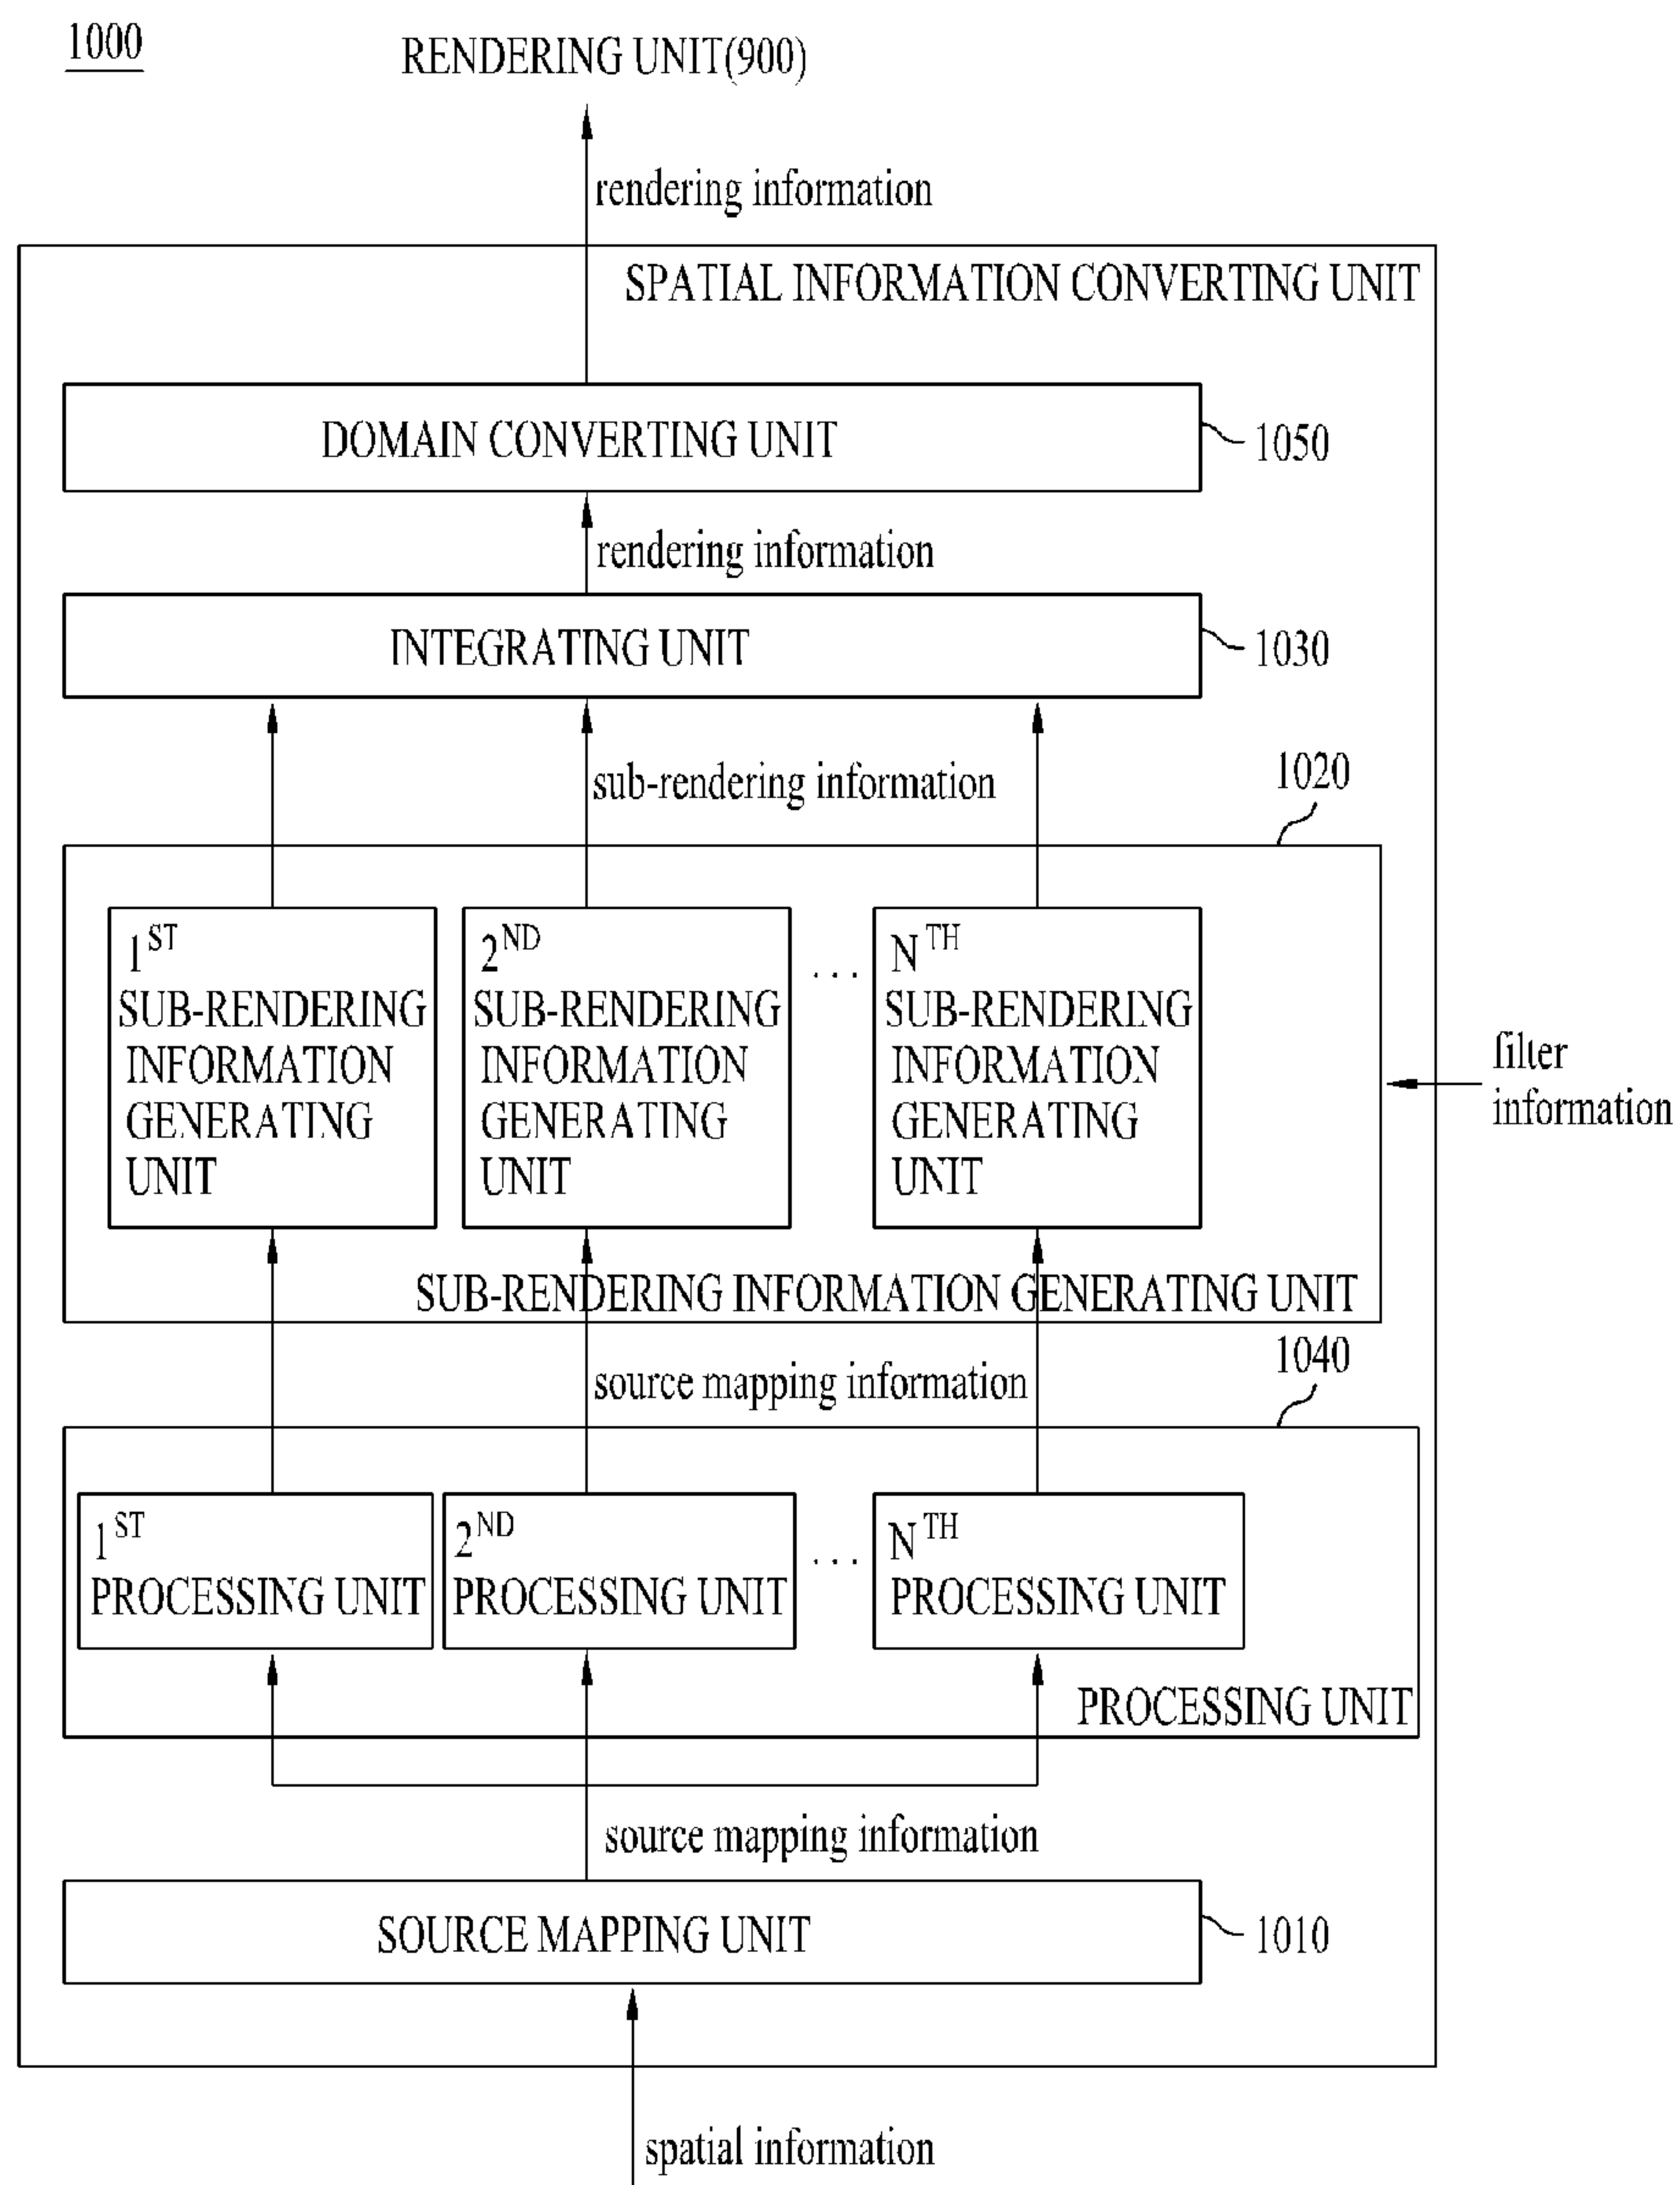 1000
RENDERING UNIT(900)
rendering information
SPATIAL INFORMATION CONVERTING UNIT
DOMAIN CONVERTING UNIT
1050
rendering information
INTEGRATING UNIT
1030
sub-rendering information
1020
1ST
SUB-RENDERING
INFORMATION
GENERATING
UNIT
2ND
SUB-RENDERING
INFORMATION
GENERATING
UNIT
. . .
NTH
SUB-RENDERING
INFORMATION
GENERATING
UNIT
filter
information
SUB-RENDERING INFORMATION GENERATING UNIT
source mapping information
1040
1ST
PROCESSING UNIT
2ND
PROCESSING UNIT
. . .
NTH
PROCESSING UNIT
PROCESSING UNIT
source mapping information
SOURCE MAPPING UNIT
1010
spatial information